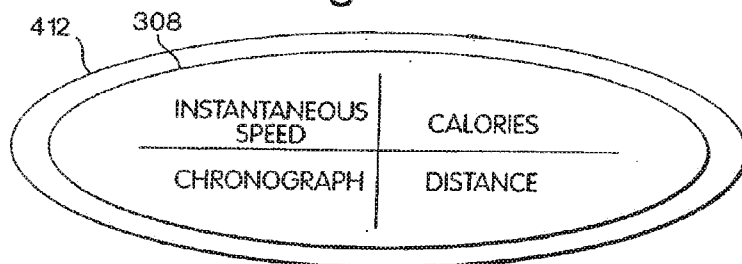 412 308
INSTANTANEOUS SPEED
CALORIES
CHRONOGRAPH
DISTANCE